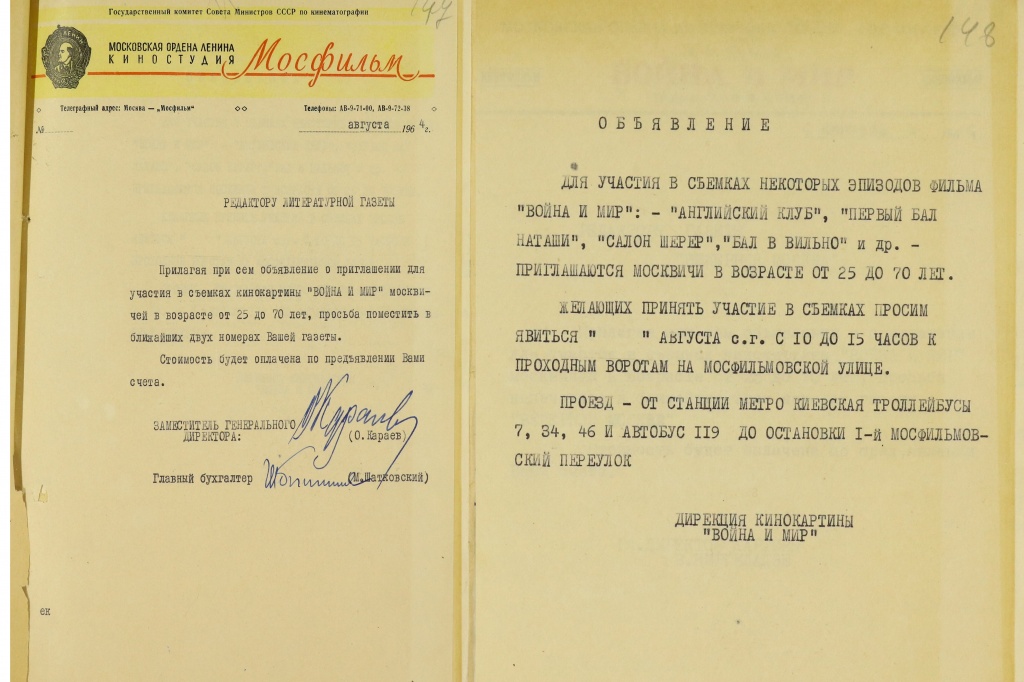 147
Государственный комитет Совета Министров СССР по кинематографии
МОСКОВСКАЯ ОРДЕНА ЛЕНИНА
КИНОСТУДИЯ
Мосфильм
ЛЕНИН
Телеграфный адрес: Москва — „Мосфильм"
Телефоны: АВ-9-71-00, АВ-9-72-38
№
августа 1964 г.
РЕДАКТОРУ ЛИТЕРАТУРНОЙ ГАЗЕТЫ
Прилагая при сем объявление о приглашении для
участия в съемках кинокартины "ВОЙНА И МИР" москви-
чей в возрасте от 25 до 70 лет, просьба поместить в
ближайших двух номерах Вашей газеты.
Стоимость будет оплачена по предъявлении Вами
счета.
ЗАМЕСТИТЕЛЬ ГЕНЕРАЛЬНОГО
ДИРЕКТОРА:
(О.Караев)
Главный бухгалтер
(М.Шатковский)
ек
148
ОБЪЯВЛЕНИЕ
ДЛЯ УЧАСТИЯ В СЪЕМКАХ НЕКОТОРЫХ ЭПИЗОДОВ ФИЛЬМА
"ВОЙНА И МИР": - "АНГЛИЙСКИЙ КЛУБ", "ПЕРВЫЙ БАЛ
НАТАШИ", "САЛОН ШЕРЕР","БАЛ В ВИЛЬНО" и др. -
ПРИГЛАШАЮТСЯ МОСКВИЧИ В ВОЗРАСТЕ ОТ 25 ДО 70 ЛЕТ.
ЖЕЛАЮЩИХ ПРИНЯТЬ УЧАСТИЕ В СЪЕМКАХ ПРОСИМ
ЯВИТЬСЯ " " АВГУСТА с.г. С 10 ДО 15 ЧАСОВ К
ПРОХОДНЫМ ВОРОТАМ НА МОСФИЛЬМОВСКОЙ УЛИЦЕ.
ПРОЕЗД - ОТ СТАНЦИИ МЕТРО КИЕВСКАЯ ТРОЛЛЕЙБУСЫ
7, 34, 46 И АВТОБУС 119 ДО ОСТАНОВКИ I-й МОСФИЛЬМОВ-
СКИЙ ПЕРЕУЛОК
ДИРЕКЦИЯ КИНОКАРТИНЫ
"ВОЙНА И МИР"